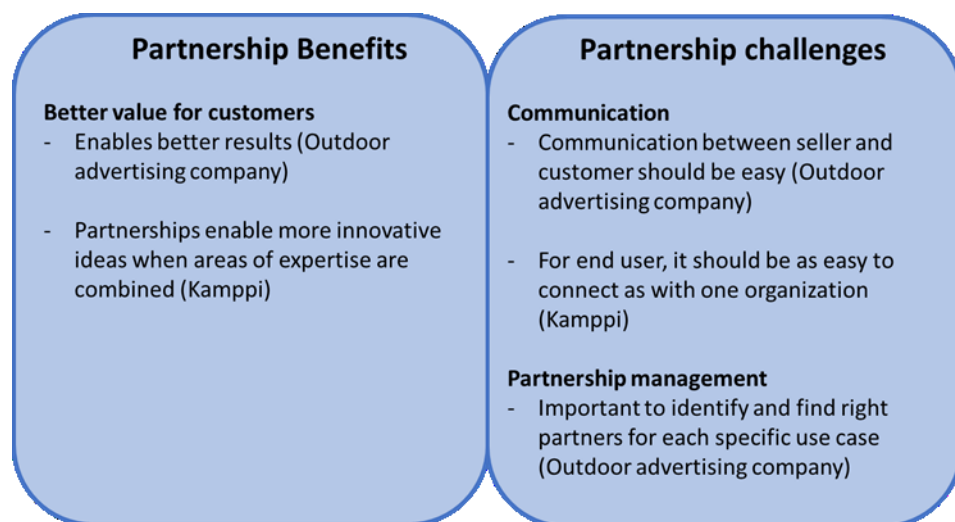 Partnership Benefits
Better value for customers
- Enables better results (Outdoor
advertising company)
- Partnerships enable more innovative
ideas when areas of expertise are
combined (Kamppi)
Partnership challenges
Communication
- Communication between seller and
customer should be easy (Outdoor
advertising company)
- For end user, it should be as easy to
connect as with one organization
(Kamppi)
Partnership management
- Important to identify and find right
partners for each specific use case
(Outdoor advertising company)